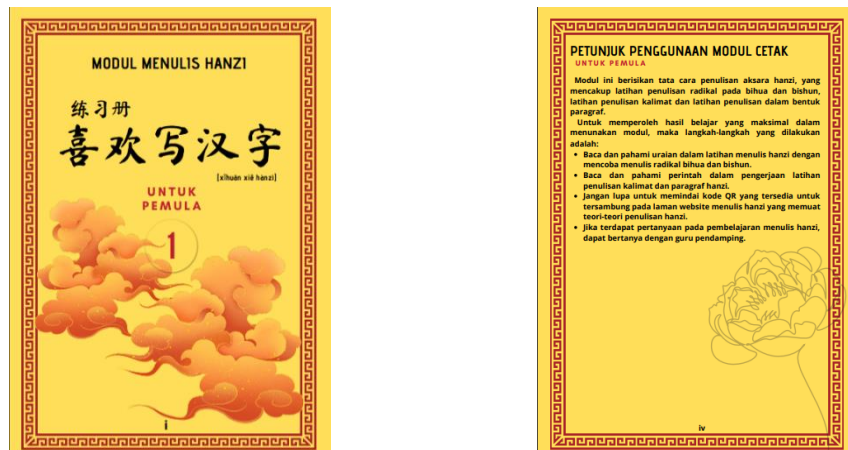 MODUL MENULIS HANZI
练习册
喜欢写汉字
[xǐhuān xiě hànzì]
UNTUK
PEMULA
1
i
PETUNJUK PENGGUNAAN MODUL CETAK
UNTUK PEMULA
Modul ini berisikan tata cara penulisan aksara hanzi, yang
mencakup latihan penulisan radikal pada bihua dan bishun,
latihan penulisan kalimat dan latihan penulisan dalam bentuk
paragraf.
Untuk memperoleh hasil belajar yang maksimal dalam
menunakan modul, maka langkah-langkah yang dilakukan
adalah:
• Baca dan pahami uraian dalam latihan menulis hanzi dengan
mencoba menulis radikal bihua dan bishun.
• Baca dan pahami perintah dalam pengerjaan latihan
penulisan kalimat dan paragraf hanzi.
• Jangan lupa untuk memindai kode QR yang tersedia untuk
tersambung pada laman website menulis hanzi yang memuat
teori-teori penulisan hanzi.
• Jika terdapat pertanyaan pada pembelajaran menulis hanzi,
dapat bertanya dengan guru pendamping.
iv